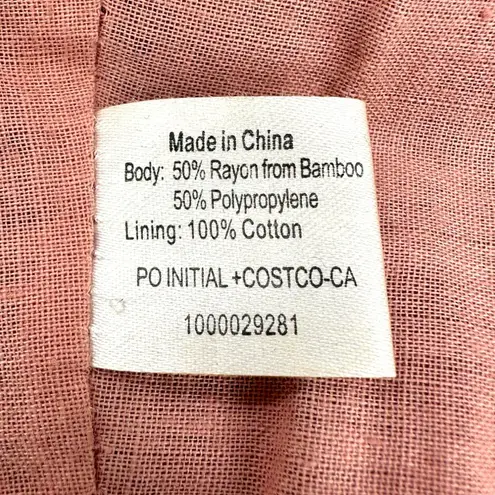 Made in China
Body: 50% Rayon from Bamboo
50% Polypropylene
Lining: 100% Cotton
PO INITIAL +COSTCO-CA
1000029281